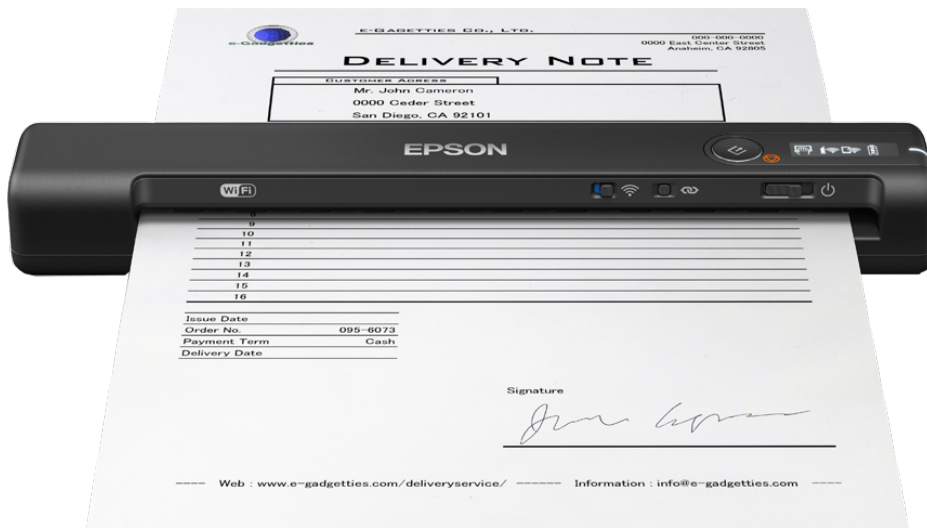 e-Gadgetties
E-GAGETTIES CO., LTD.
000-000-0000
0000 East Center Street
Anaheim, CA 92805
DELIVERY NOTE
CUSTOMER ADRESS
Mr. John Cameron
0000 Ceder Street
San Diego, CA 92101
EPSON
WiFi
8
9
10
11
12
13
14
15
16
Issue Date
Order No. 095-6073
Payment Term Cash
Delivery Date
Signature
Web : www.e-gadgetties.com/deliveryservice/ Information : info@e-gadgetties.com